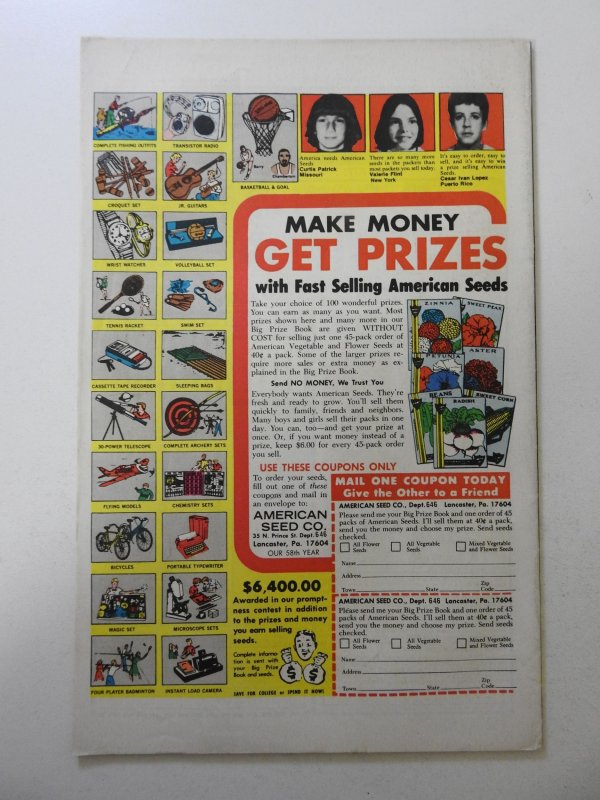 COMPLETE FISHING OUTFITS
TRANSISTOR RADIO
CROQUET SET
JR. GUITARS
WRIST WATCHES
VOLLEYBALL SET
TENNIS RACKET
SWIM SET
CASSETTE TAPE RECORDER
SLEEPING BAGS
30-POWER TELESCOPE
COMPLETE ARCHERY SETS
FLYING MODELS
CHEMISTRY SETS
BICYCLES
PORTABLE TYPEWRITER
MAGIC SET
MICROSCOPE SETS
FOUR PLAYER BADMINTON
INSTANT LOAD CAMERA
BASKETBALL & GOAL
America needs American
Seeds
Curtis Patrick
Missouri
There are so many more
seeds in the packets than
most packets you sell today.
Valerie Flint
New York
It's easy to order, easy to
sell, and it's easy to win
a prize selling American
Seeds.
Cesar Ivan Lopez
Puerto Rico
MAKE MONEY
GET PRIZES
with Fast Selling American Seeds
Take your choice of 100 wonderful prizes.
You can earn as many as you want. Most
prizes shown here and many more in our
Big Prize Book are given WITHOUT
COST for selling just one 45-pack order of
American Vegetable and Flower Seeds at
40¢ a pack. Some of the larger prizes re-
quire more sales or extra money as ex-
plained in the Big Prize Book.
Send NO MONEY, We Trust You
Everybody wants American Seeds. They're
fresh and ready to grow. You'll sell them
quickly to family, friends and neighbors.
Many boys and girls sell their packs in one
day. You can, too—and get your prize at
once. Or, if you want money instead of a
prize, keep $6.00 for every 45-pack order
you sell.
ZINNIA
SWEET PEAS
PETUNIA
ASTER
BEANS
RADISH
SWEET CORN
USE THESE COUPONS ONLY
To order your seeds,
fill out one of these
coupons and mail in
an envelope to:
AMERICAN
SEED CO.
35 N. Prince St. Dept. 646
Lancaster, Pa. 17604
OUR 58th YEAR
$6,400.00
Awarded in our prompt-
ness contest in addition
to the prizes and money
you earn selling
seeds.
Complete informa-
tion is sent with
your Big Prize
Book and seeds.
SAVE FOR COLLEGE or SPEND IT NOW!
MAIL ONE COUPON TODAY
Give the Other to a Friend
AMERICAN SEED CO., Dept. 646 Lancaster, Pa. 17604
Please send me your Big Prize Book and one order of 45
packs of American Seeds. I'll sell them at 40¢ a pack,
send you the money and choose my prize. Send seeds
checked.
All Flower Seeds
All Vegetable Seeds
Mixed Vegetable and Flower Seeds
Name
Address
Town State Zip Code
AMERICAN SEED CO., Dept. 646 Lancaster, Pa. 17604
Please send me your Big Prize Book and one order of 45
packs of American Seeds. I'll sell them at 40¢ a pack,
send you the money and choose my prize. Send seeds
checked.
All Flower Seeds
All Vegetable Seeds
Mixed Vegetable and Flower Seeds
Name
Address
Town State Zip Code